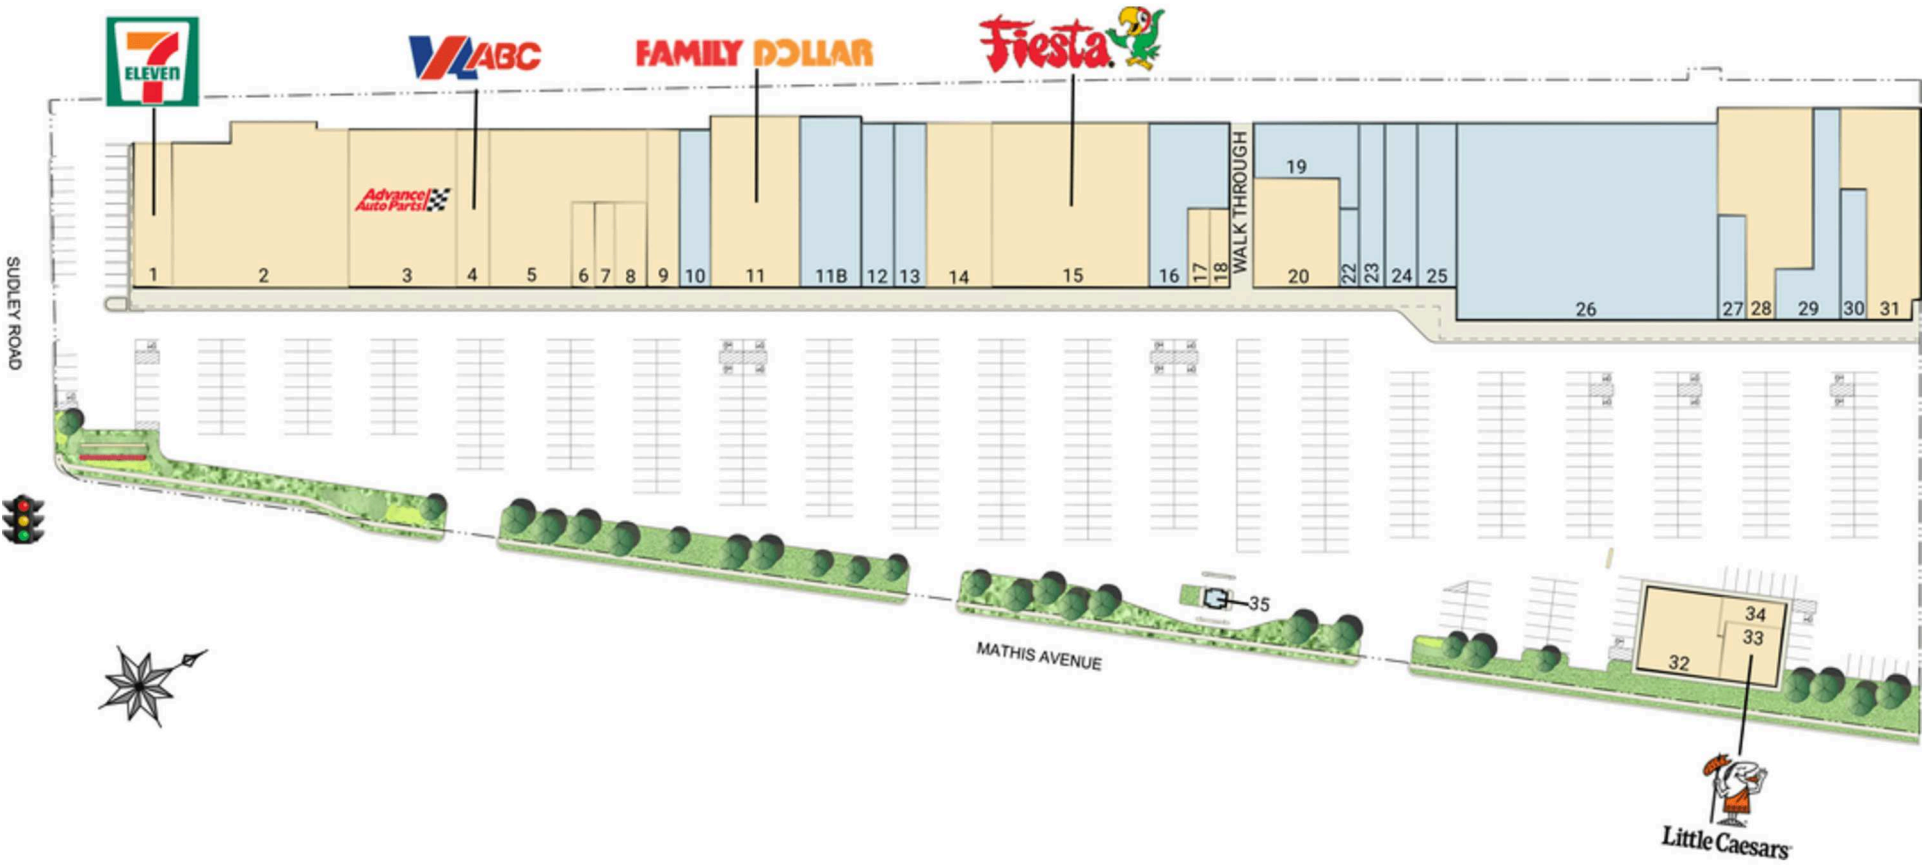 7
ELEVEN
VA ABC
FAMILY DOLLAR
Fiesta
Advance
Auto Parts
WALK THROUGH
19
1 2 3 4 5 6 7 8 9 10 11 11B 12 13 14 15 16 17 18 20 22 23 24 25
26 27 28 29 30 31
SUDLEY ROAD
35
MATHIS AVENUE
34
33
32
Little Caesars